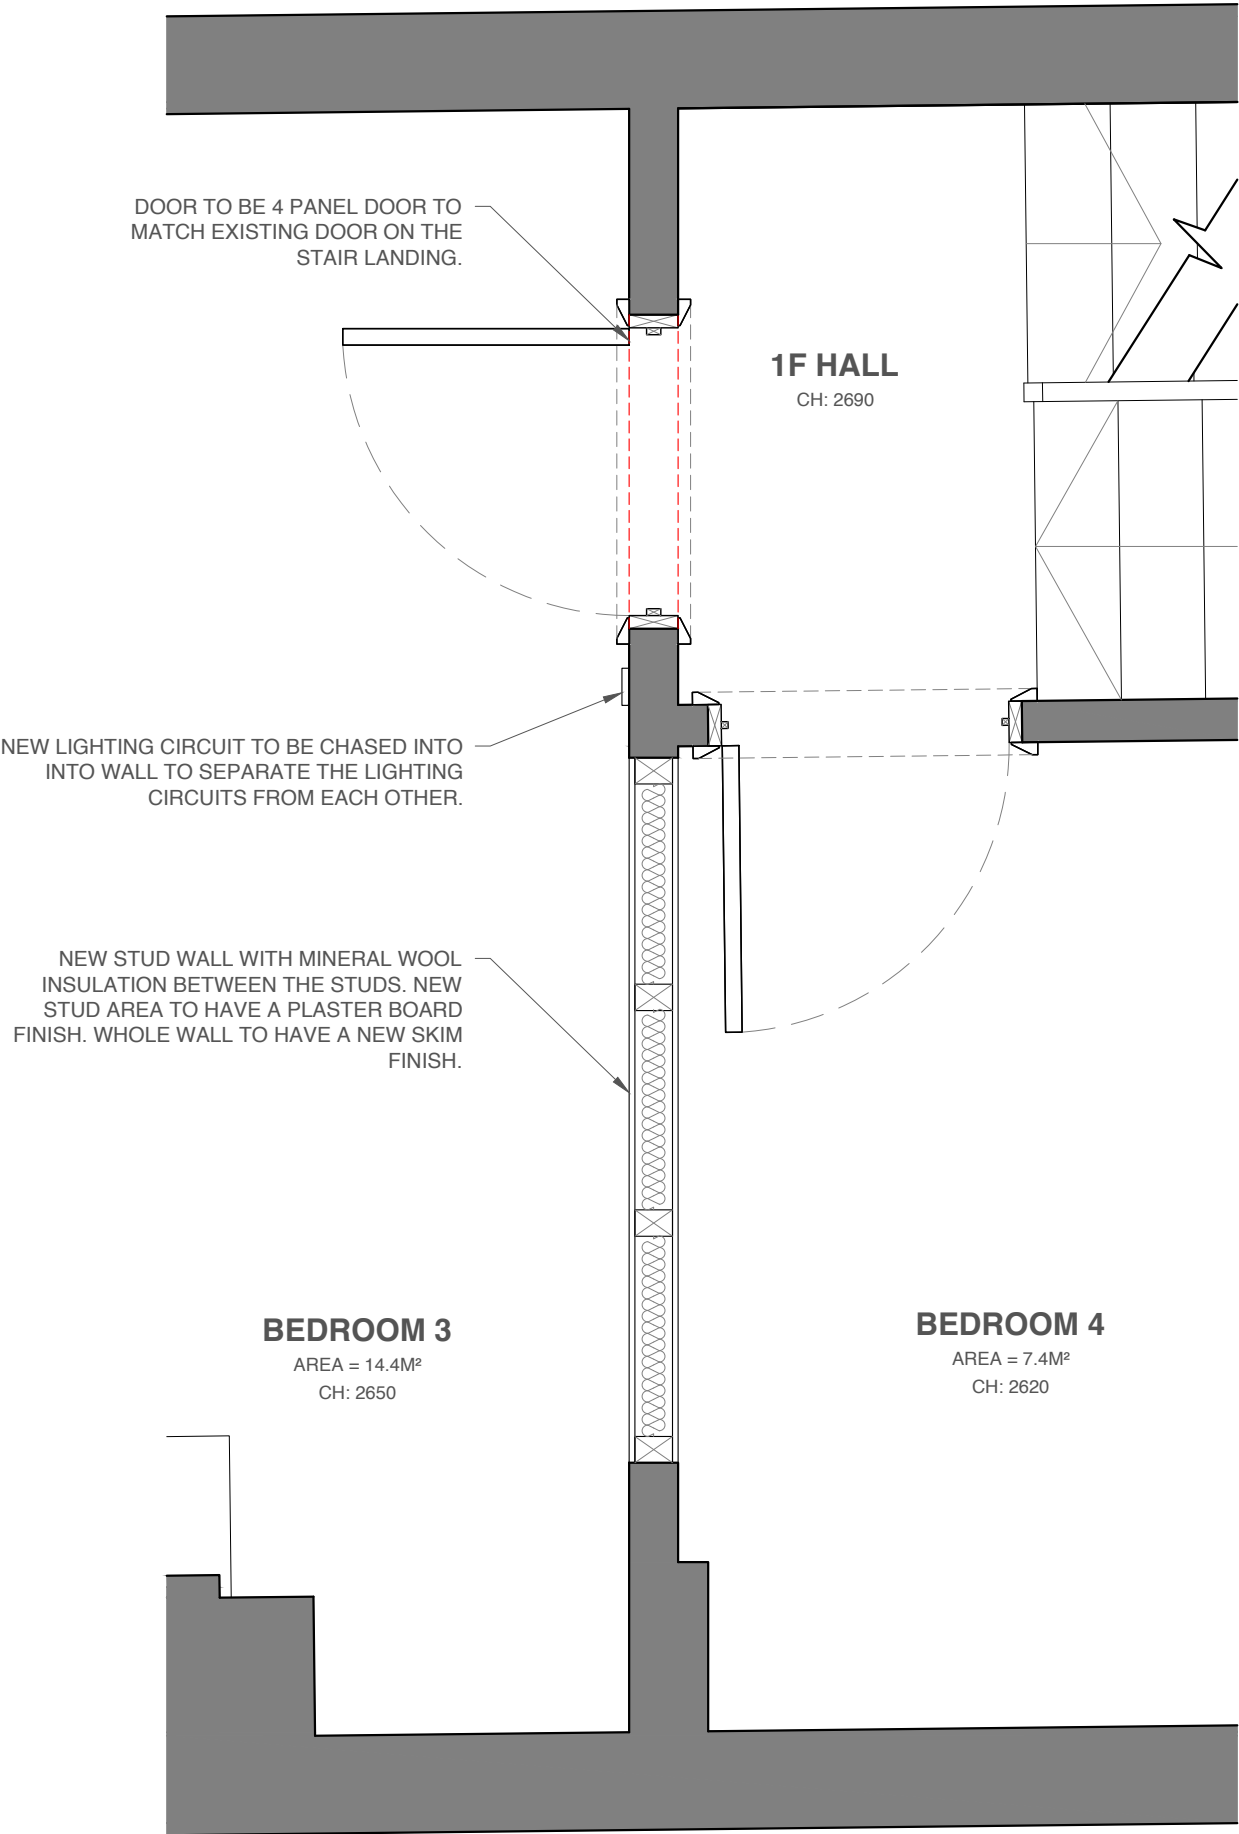 DOOR TO BE 4 PANEL DOOR TO
MATCH EXISTING DOOR ON THE
STAIR LANDING.
1F HALL
CH: 2690
NEW LIGHTING CIRCUIT TO BE CHASED INTO
INTO WALL TO SEPARATE THE LIGHTING
CIRCUITS FROM EACH OTHER.
NEW STUD WALL WITH MINERAL WOOL
INSULATION BETWEEN THE STUDS. NEW
STUD AREA TO HAVE A PLASTER BOARD
FINISH. WHOLE WALL TO HAVE A NEW SKIM
FINISH.
BEDROOM 3
AREA = 14.4M²
CH: 2650
BEDROOM 4
AREA = 7.4M²
CH: 2620